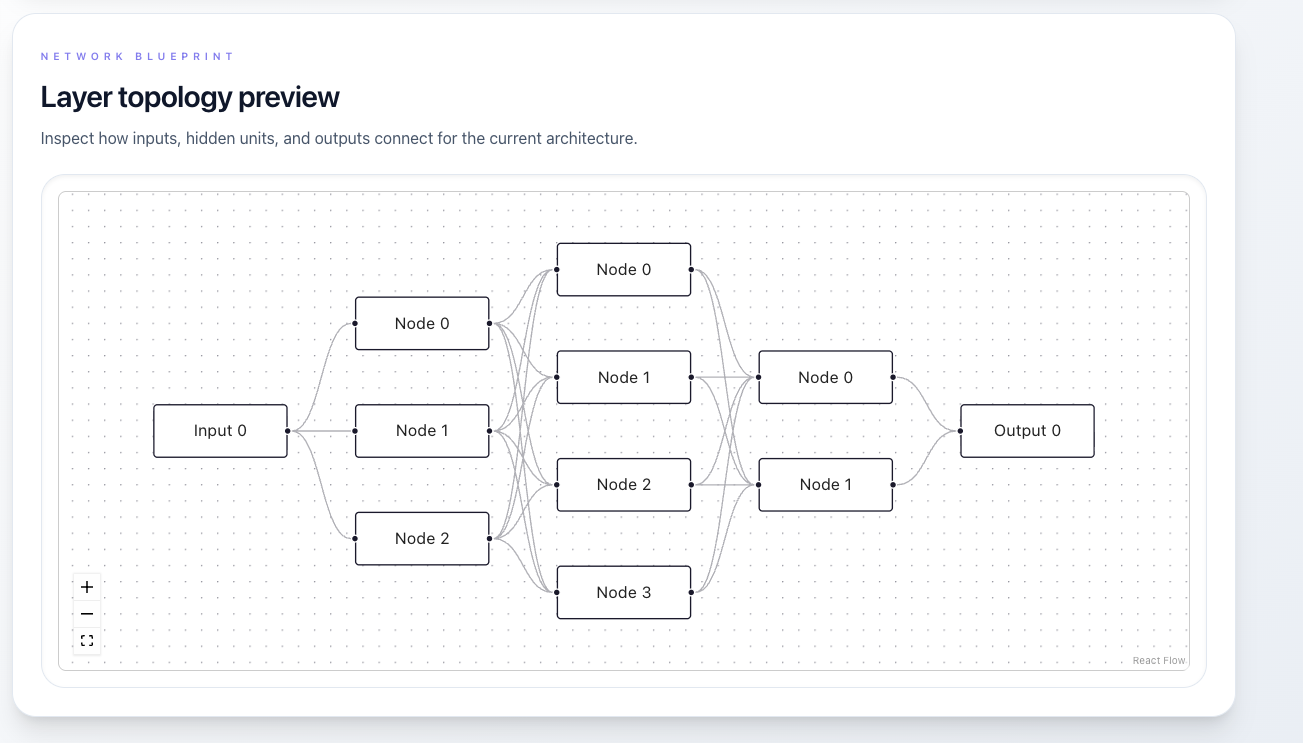 NETWORK BLUEPRINT
Layer topology preview
Inspect how inputs, hidden units, and outputs connect for the current architecture.
Input 0
Node 0
Node 1
Node 2
Node 0
Node 1
Node 2
Node 3
Node 0
Node 1
Output 0
React Flow